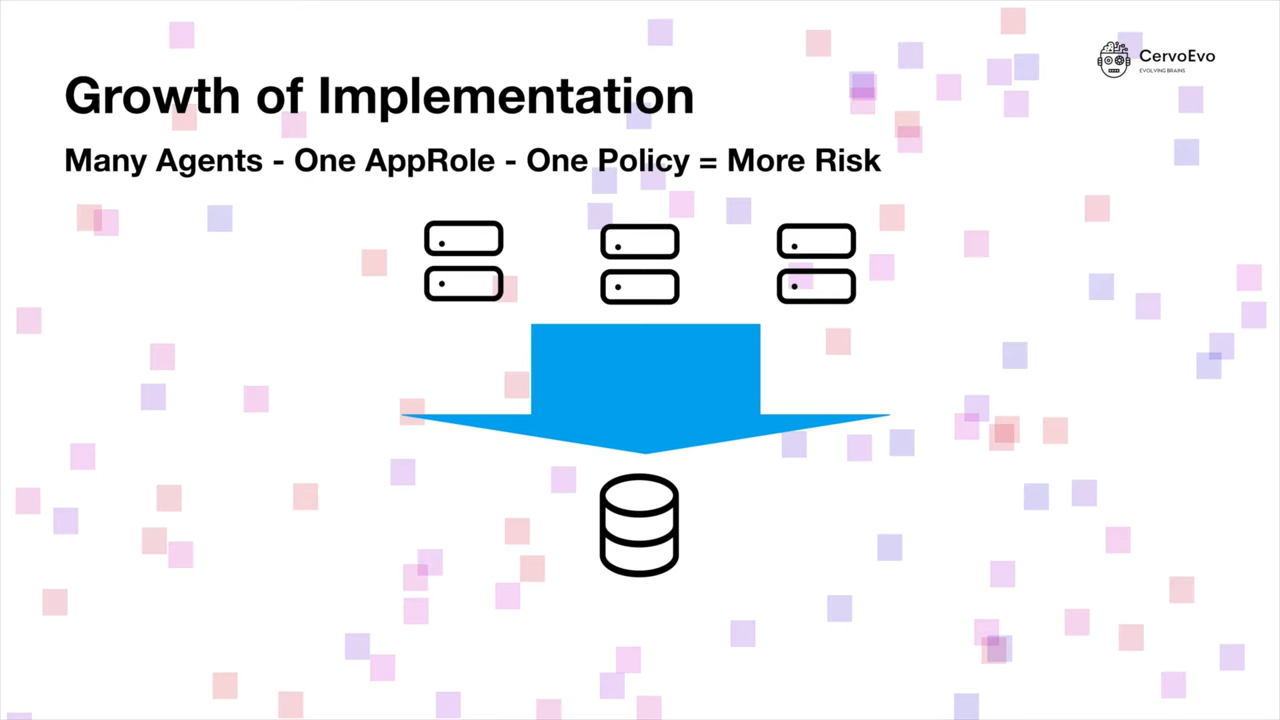 CervoEvo
EVOLVING BRAINS
Growth of Implementation
Many Agents - One AppRole - One Policy = More Risk